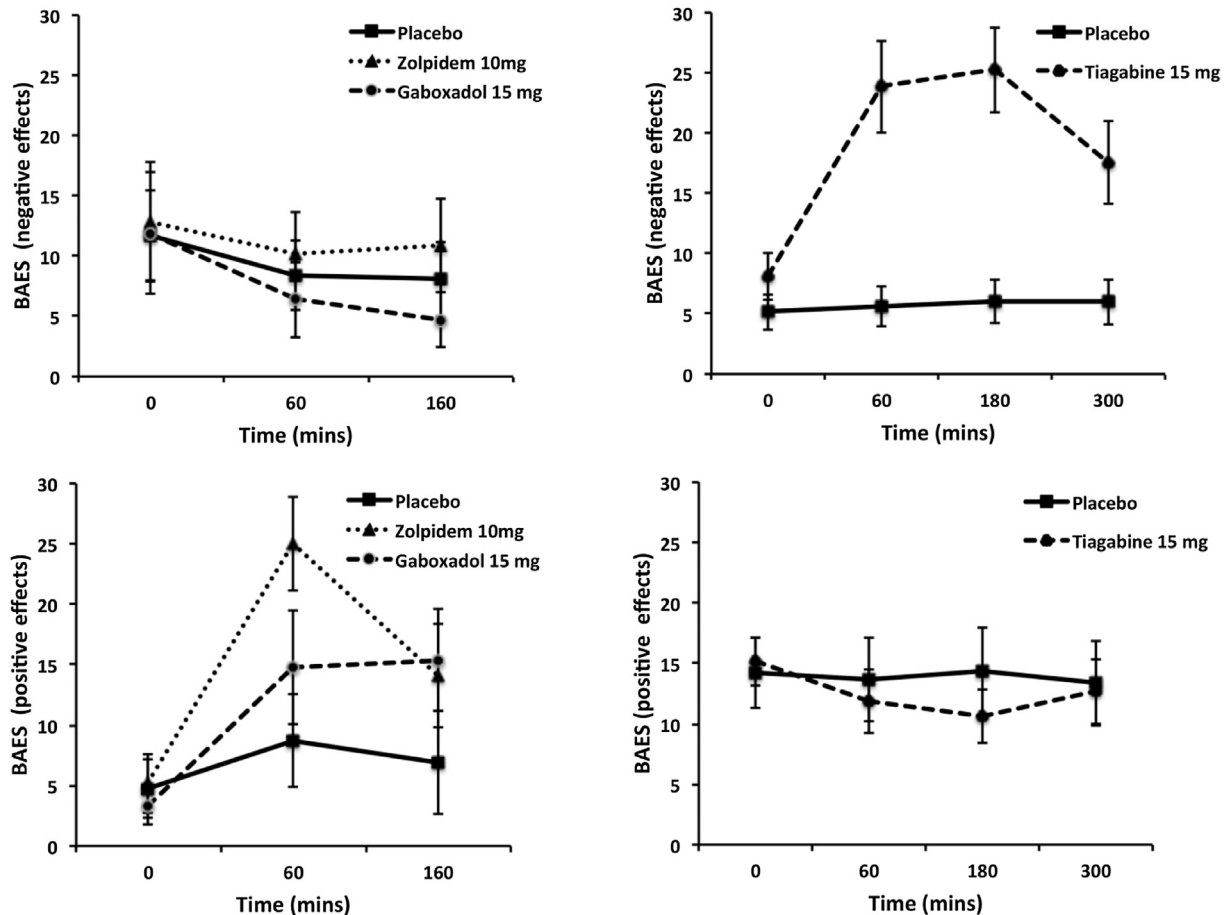 30
25
20
15
10
5
0
BAES (negative effects)
Placebo
Zolpidem 10mg
Gaboxadol 15 mg
0 60 160
Time (mins)
30
25
20
15
10
5
0
BAES (negative effects)
Placebo
Tiagabine 15 mg
0 60 180 300
Time (mins)
30
25
20
15
10
5
0
BAES (positive effects)
Placebo
Zolpidem 10mg
Gaboxadol 15 mg
0 60 160
Time (mins)
30
25
20
15
10
5
0
BAES (positive effects)
Placebo
Tiagabine 15 mg
0 60 180 300
Time (mins)